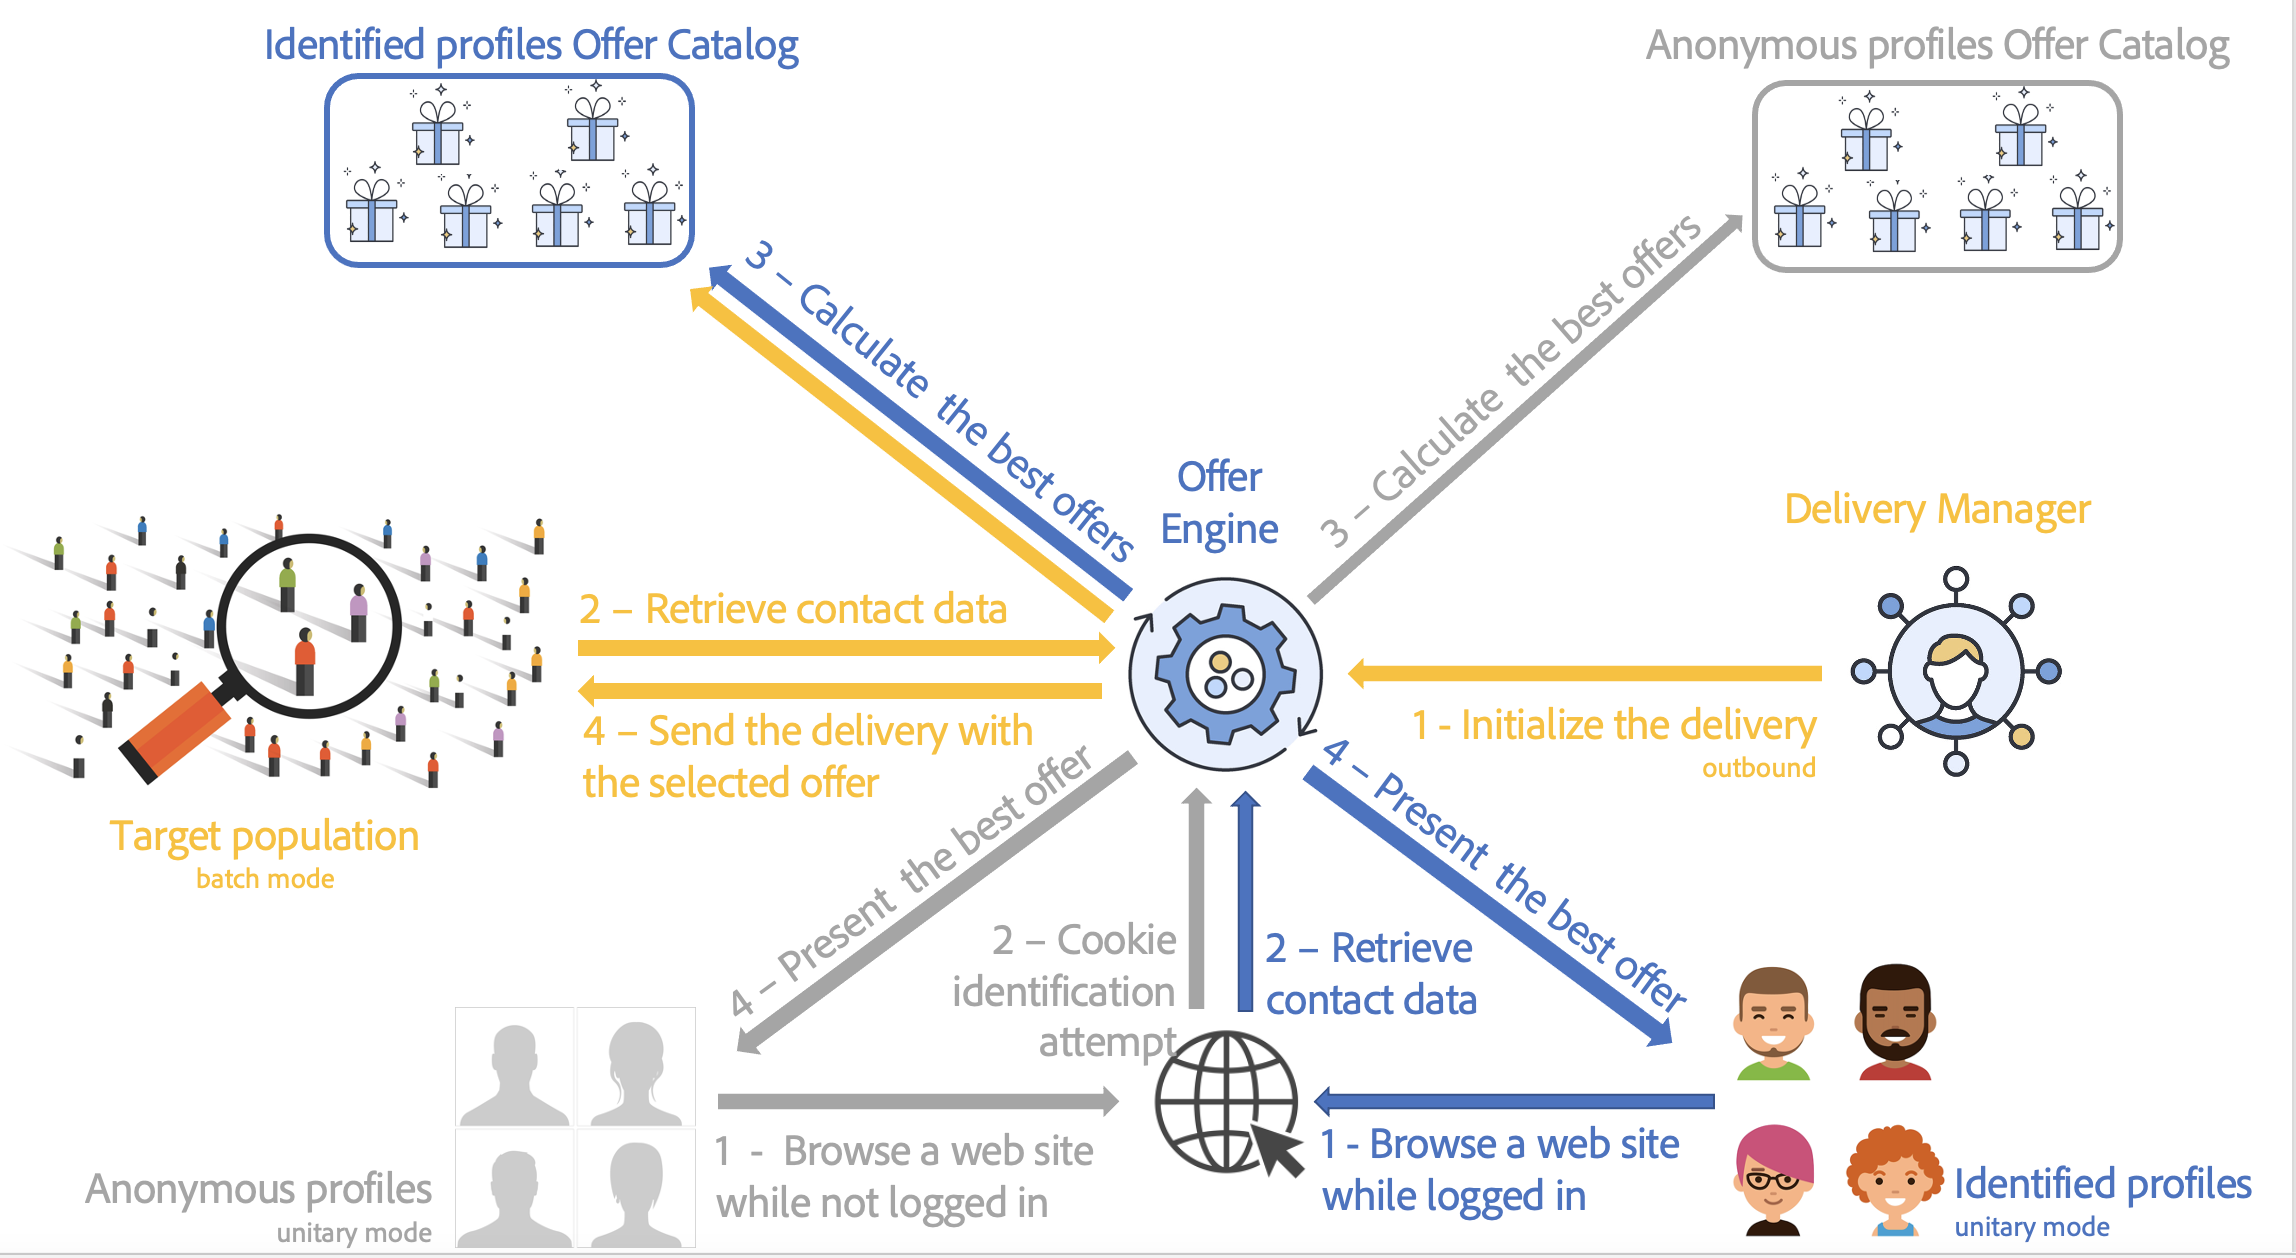 Identified profiles Offer Catalog
Anonymous profiles Offer Catalog
3 – Calculate the best offers
3 – Calculate the best offers
Offer
Engine
Delivery Manager
2 – Retrieve contact data
1 - Initialize the delivery
outbound
4 – Send the delivery with
the selected offer
Target population
batch mode
4 – Present the best offer
4 – Present the best offer
2 – Cookie
identification
attempt
2 – Retrieve
contact data
1 - Browse a web site
while not logged in
1 - Browse a web site
while logged in
Anonymous profiles
unitary mode
Identified profiles
unitary mode